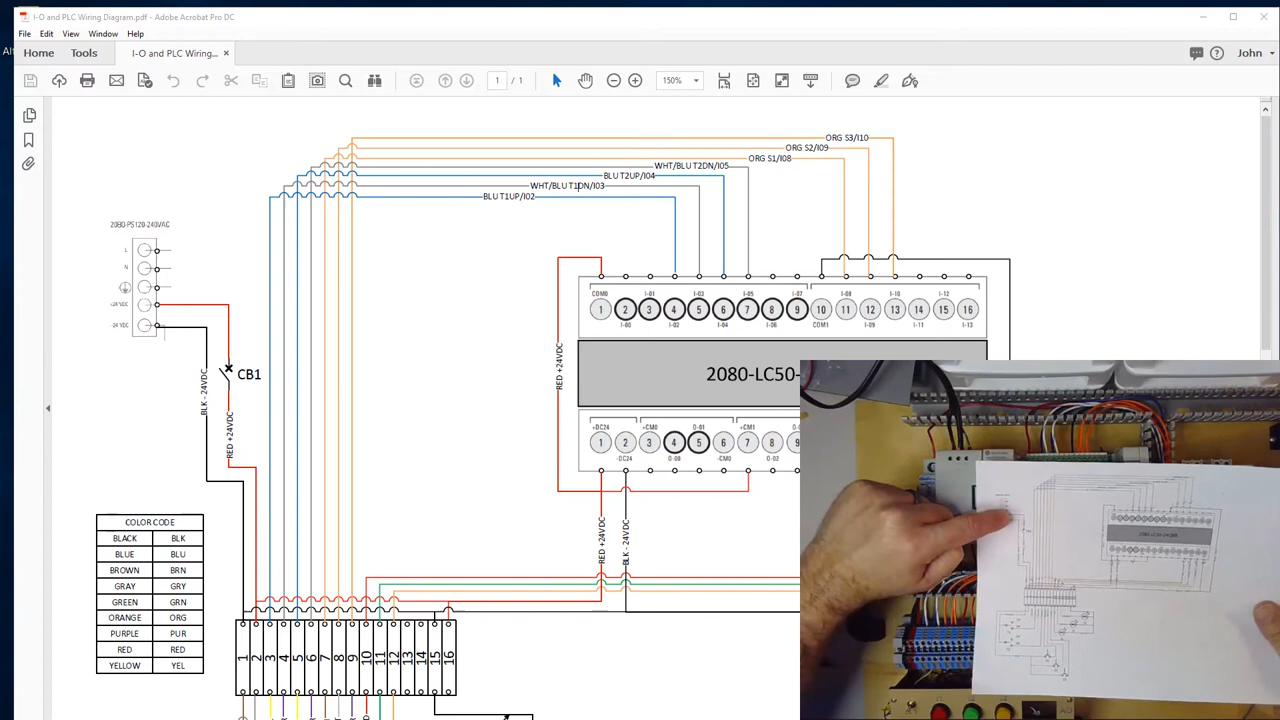 I-O and PLC Wiring Diagram.pdf - Adobe Acrobat Pro DC
File Edit View Window Help
Home Tools I-O and PLC Wiring... ×
1 / 1 150% John
ORG S3/I10
ORG S2/I09
ORG S1/I08
WHT/BLU T2DN/I05
BLU T2UP/I04
WHT/BLU T1DN/I03
BLU T1UP/I02
2080-PS120-240VAC
L
N
+24 VDC
-24 VDC
CB1
BLK - 24VDC
RED +24VDC
RED +24VDC
COM0 I-01 I-03 I-05 I-07 I-08 I-10 I-12
1 2 3 4 5 6 7 8 9 10 11 12 13 14 15 16
I-00 I-02 I-04 I-06 COM1 I-09 I-11 I-13
2080-LC50-
+DC24 +CM0 O-01 +CM1
1 2 3 4 5 6 7 8 9
-DC24 O-00 -CM0 O-02
RED +24VDC
BLK - 24VDC
COLOR CODE
BLACK BLK
BLUE BLU
BROWN BRN
GRAY GRY
GREEN GRN
ORANGE ORG
PURPLE PUR
RED RED
YELLOW YEL
1 2 3 4 5 6 7 8 9 10 11 12 13 14 15 16